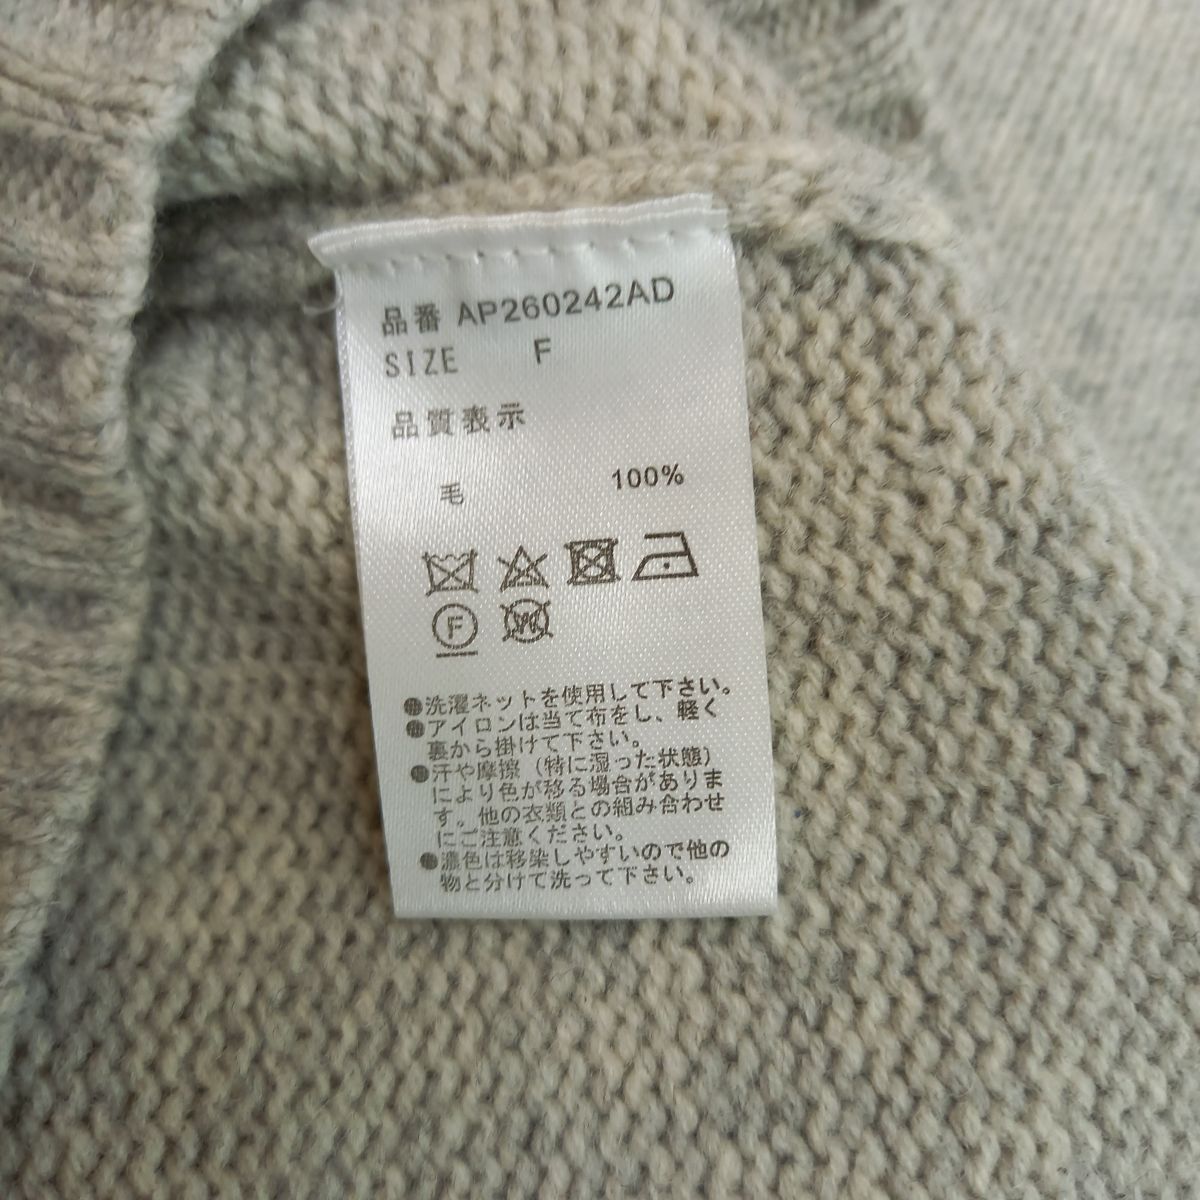 品番 AP260242AD
SIZE F
品質表示
毛 100%
F
W
●洗濯ネットを使用して下さい。
●アイロンは当て布をし、軽く
裏から掛けて下さい。
●汗や摩擦（特に湿った状態）
により色が移る場合がありま
す。他の衣類との組み合わせ
にご注意ください。
●濃色は移染しやすいので他の
物と分けて洗って下さい。